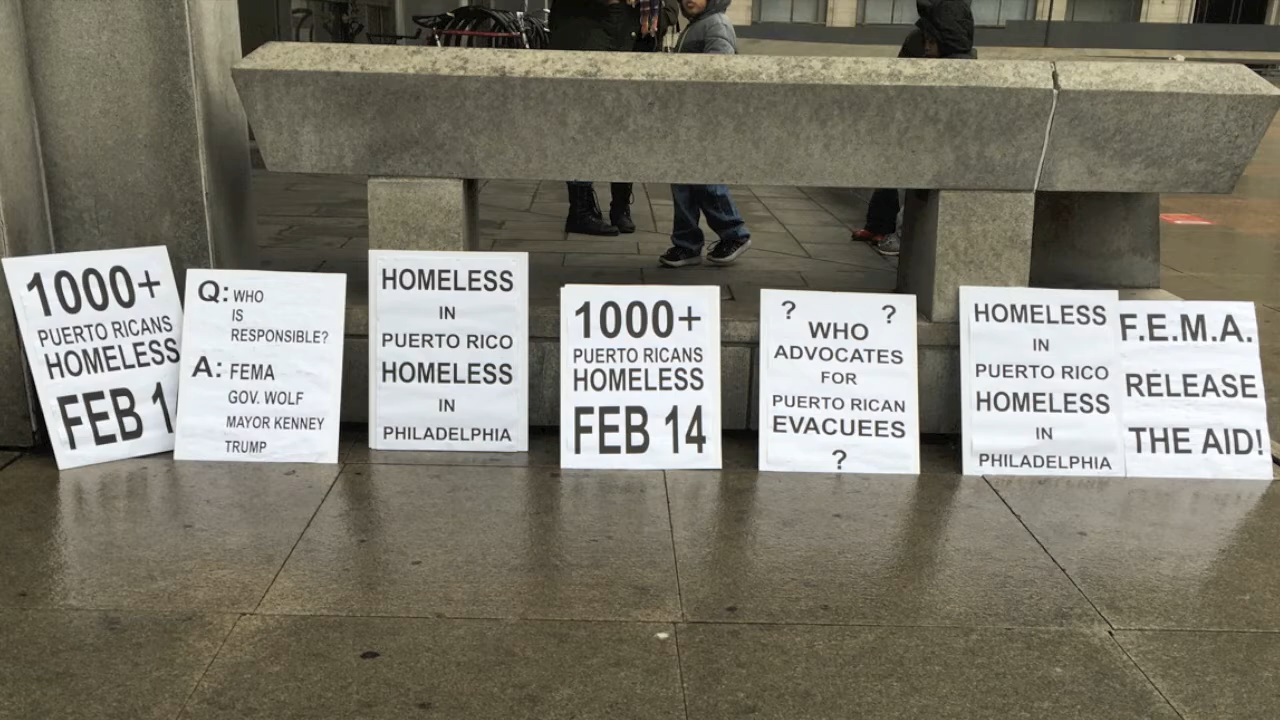 1000+
PUERTO RICANS
HOMELESS
FEB 1
Q: WHO
IS
RESPONSIBLE?
A: FEMA
GOV. WOLF
MAYOR KENNEY
TRUMP
HOMELESS
IN
PUERTO RICO
HOMELESS
IN
PHILADELPHIA
1000+
PUERTO RICANS
HOMELESS
FEB 14
? ?
WHO
ADVOCATES
FOR
PUERTO RICAN
EVACUEES
?
HOMELESS
IN
PUERTO RICO
HOMELESS
IN
PHILADELPHIA
F.E.M.A.
RELEASE
THE AID!